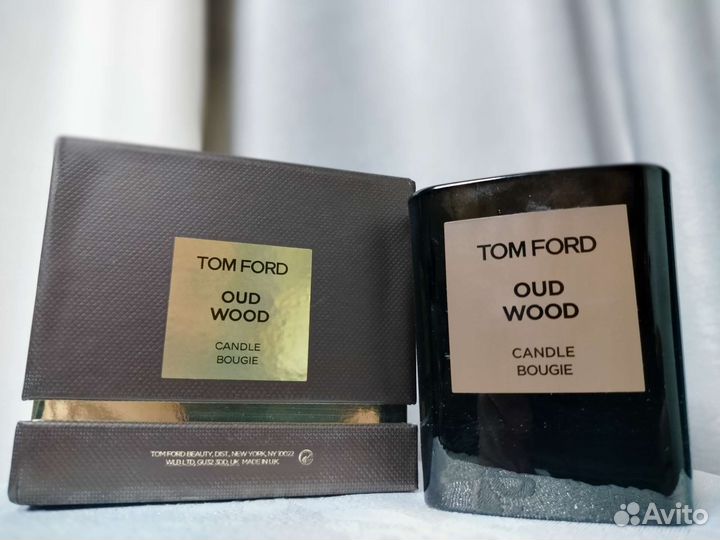 TOM FORD
OUD
WOOD
CANDLE
BOUGIE
TOM FORD BEAUTY, DIST., NEW YORK, NY 10022
WLB LTD, GU32 3DD, UK MADE IN UK
TOM FORD
OUD
WOOD
CANDLE
BOUGIE
Avito